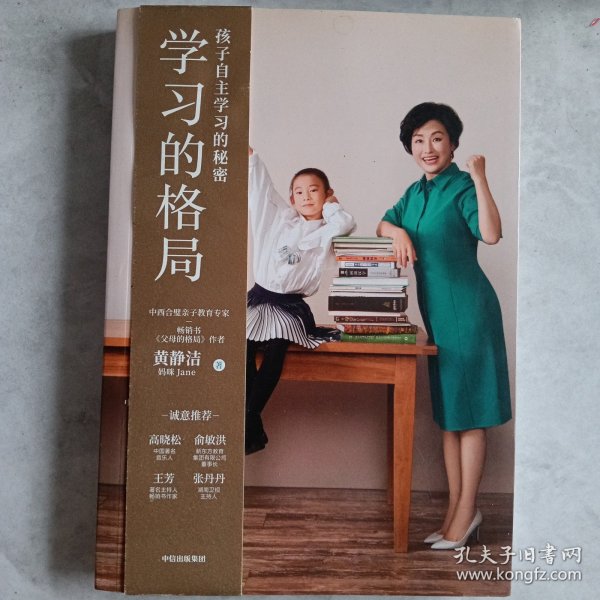 孩子自主学习的秘密
学习的格局
中西合璧亲子教育专家
畅销书
《父母的格局》作者
黄静洁 著
妈咪Jane
诚意推荐
高晓松
中国著名
音乐人
俞敏洪
新东方教育
集团有限公司
董事长
王芳
著名主持人
畅销书作家
张丹丹
湖南卫视
主持人
中信出版集团
孔夫子旧书网
www.kongfz.com